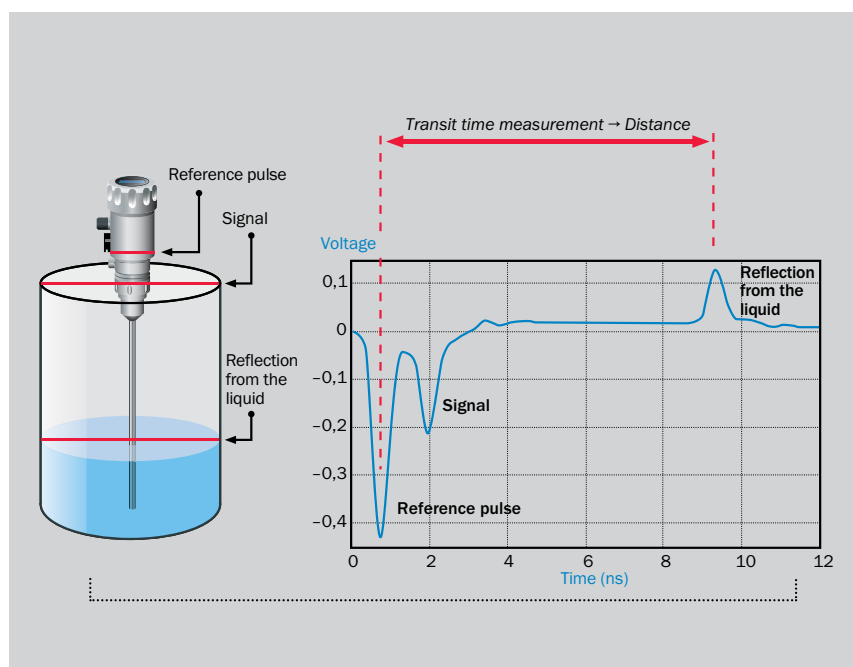 Transit time measurement → Distance
Reference pulse
Signal
Reflection
from the
liquid
Voltage
0,1
0
–0,1
–0,2
–0,3
–0,4
Reflection
from the
liquid
Signal
Reference pulse
0 2 4 6 8 10 12
Time (ns)